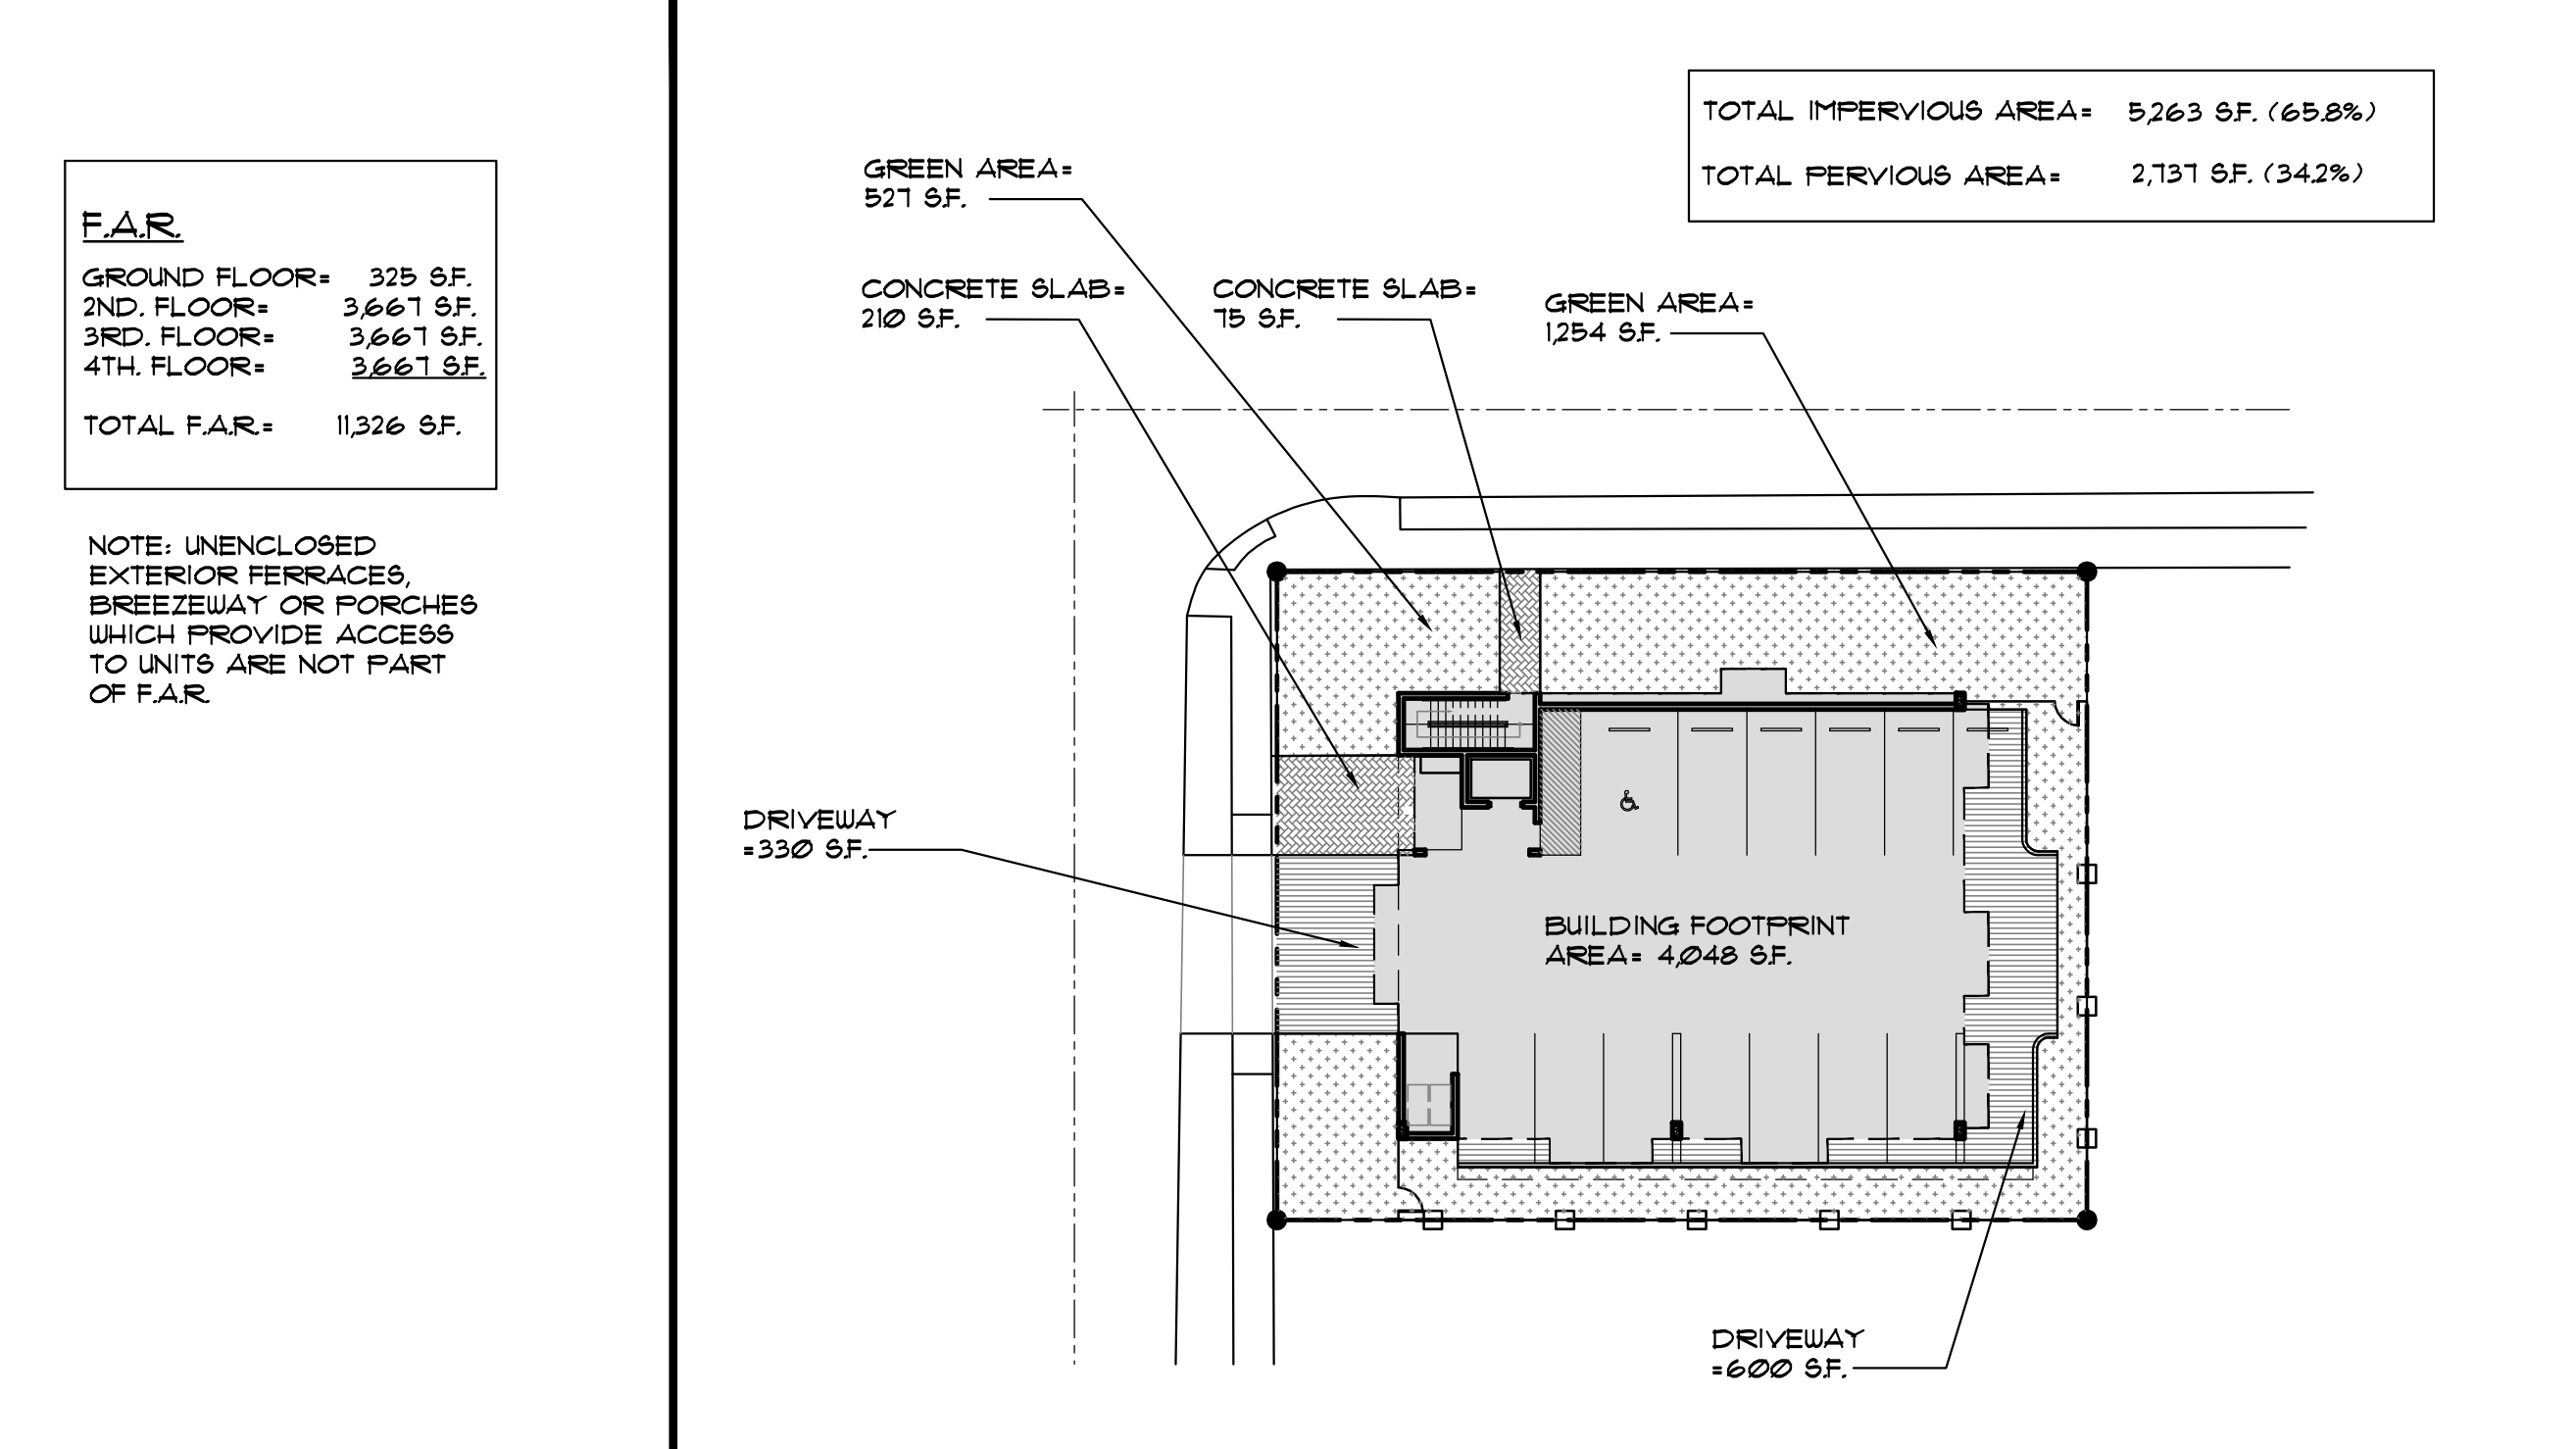 F.A.R.
GROUND FLOOR= 325 S.F.
2ND. FLOOR= 3,667 S.F.
3RD. FLOOR= 3,667 S.F.
4TH. FLOOR= 3,667 S.F.
TOTAL F.A.R.= 11,326 S.F.
NOTE: UNENCLOSED
EXTERIOR FERRACES,
BREEZEWAY OR PORCHES
WHICH PROVIDE ACCESS
TO UNITS ARE NOT PART
OF F.A.R.
TOTAL IMPERVIOUS AREA= 5,263 S.F. (65.8%)
TOTAL PERVIOUS AREA= 2,737 S.F. (34.2%)
GREEN AREA=
527 S.F.
CONCRETE SLAB=
210 S.F.
CONCRETE SLAB=
75 S.F.
GREEN AREA=
1,254 S.F.
DRIVEWAY
=330 S.F.
BUILDING FOOTPRINT
AREA= 4,048 S.F.
DRIVEWAY
=600 S.F.